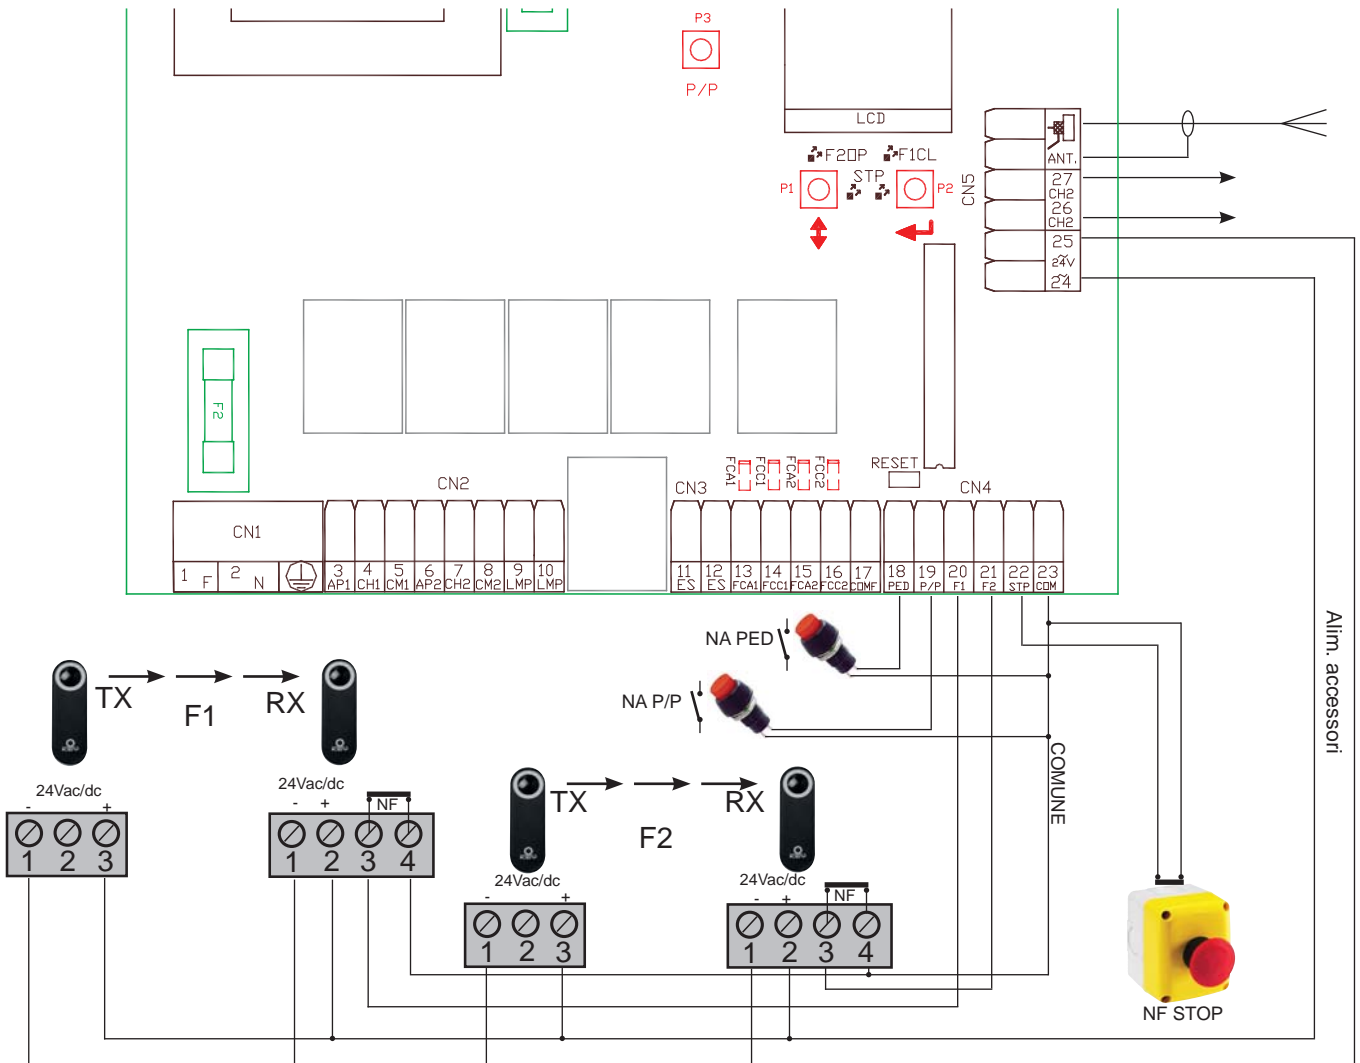 P3
P/P
LCD
F2OP
F1CL
STP
P1
P2
CN5
ANT.
27
CH2
26
CH2
25
24V
24
F2
CN2
CN1
1 F
2 N
3
AP1
4
CH1
5
CM1
6
AP2
7
CH2
8
CM2
9
LMP
10
LMP
FCA1
FCC1
FCA2
FCC2
RESET
CN3
CN4
11
ES
12
ES
13
FCA1
14
FCC1
15
FCA2
16
FCC2
17
COMF
18
PED
19
P/P
20
F1
21
F2
22
STP
23
COM
NA PED
NA P/P
COMUNE
Alim. accessori
TX
F1
RX
24Vac/dc
- +
1 2 3
24Vac/dc
- +
NF
1 2 3 4
TX
F2
RX
24Vac/dc
- +
1 2 3
24Vac/dc
- +
NF
1 2 3 4
NF STOP